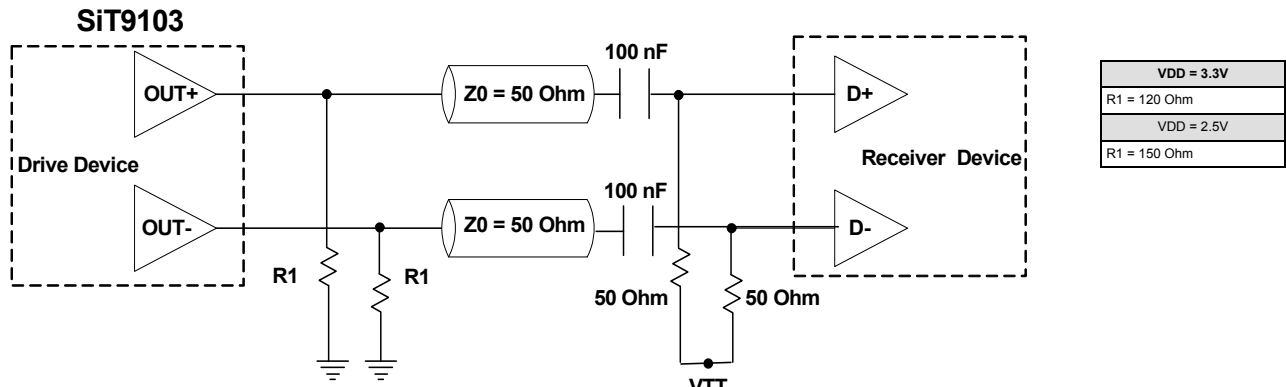 SiT9103
100 nF
OUT+
Z0 = 50 Ohm
D+
VDD = 3.3V
R1 = 120 Ohm
VDD = 2.5V
R1 = 150 Ohm
Drive Device
Receiver Device
100 nF
OUT-
Z0 = 50 Ohm
D-
R1
R1
50 Ohm
50 Ohm
VTT